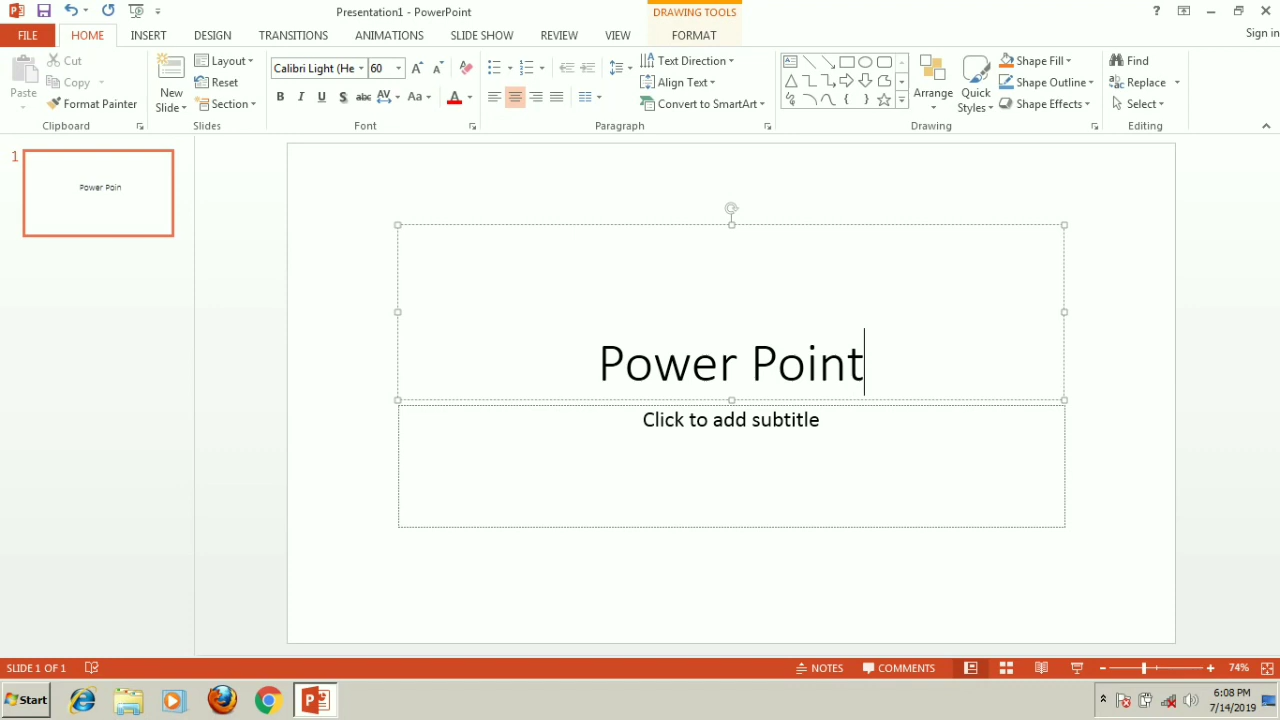 Presentation1 - PowerPoint
DRAWING TOOLS
?
FILE HOME INSERT DESIGN TRANSITIONS ANIMATIONS SLIDE SHOW REVIEW VIEW FORMAT Sign in
Paste
Cut
Copy
Format Painter
Clipboard
New
Slide
Layout
Reset
Section
Slides
Calibri Light (He 60
B I U S abc AV Aa A
Font
Text Direction
Align Text
Convert to SmartArt
Paragraph
Arrange
Quick
Styles
Shape Fill
Shape Outline
Shape Effects
Drawing
Find
Replace
Select
Editing
1
Power Poin
Power Point
Click to add subtitle
SLIDE 1 OF 1 NOTES COMMENTS 74%
Start
6:08 PM
7/14/2019